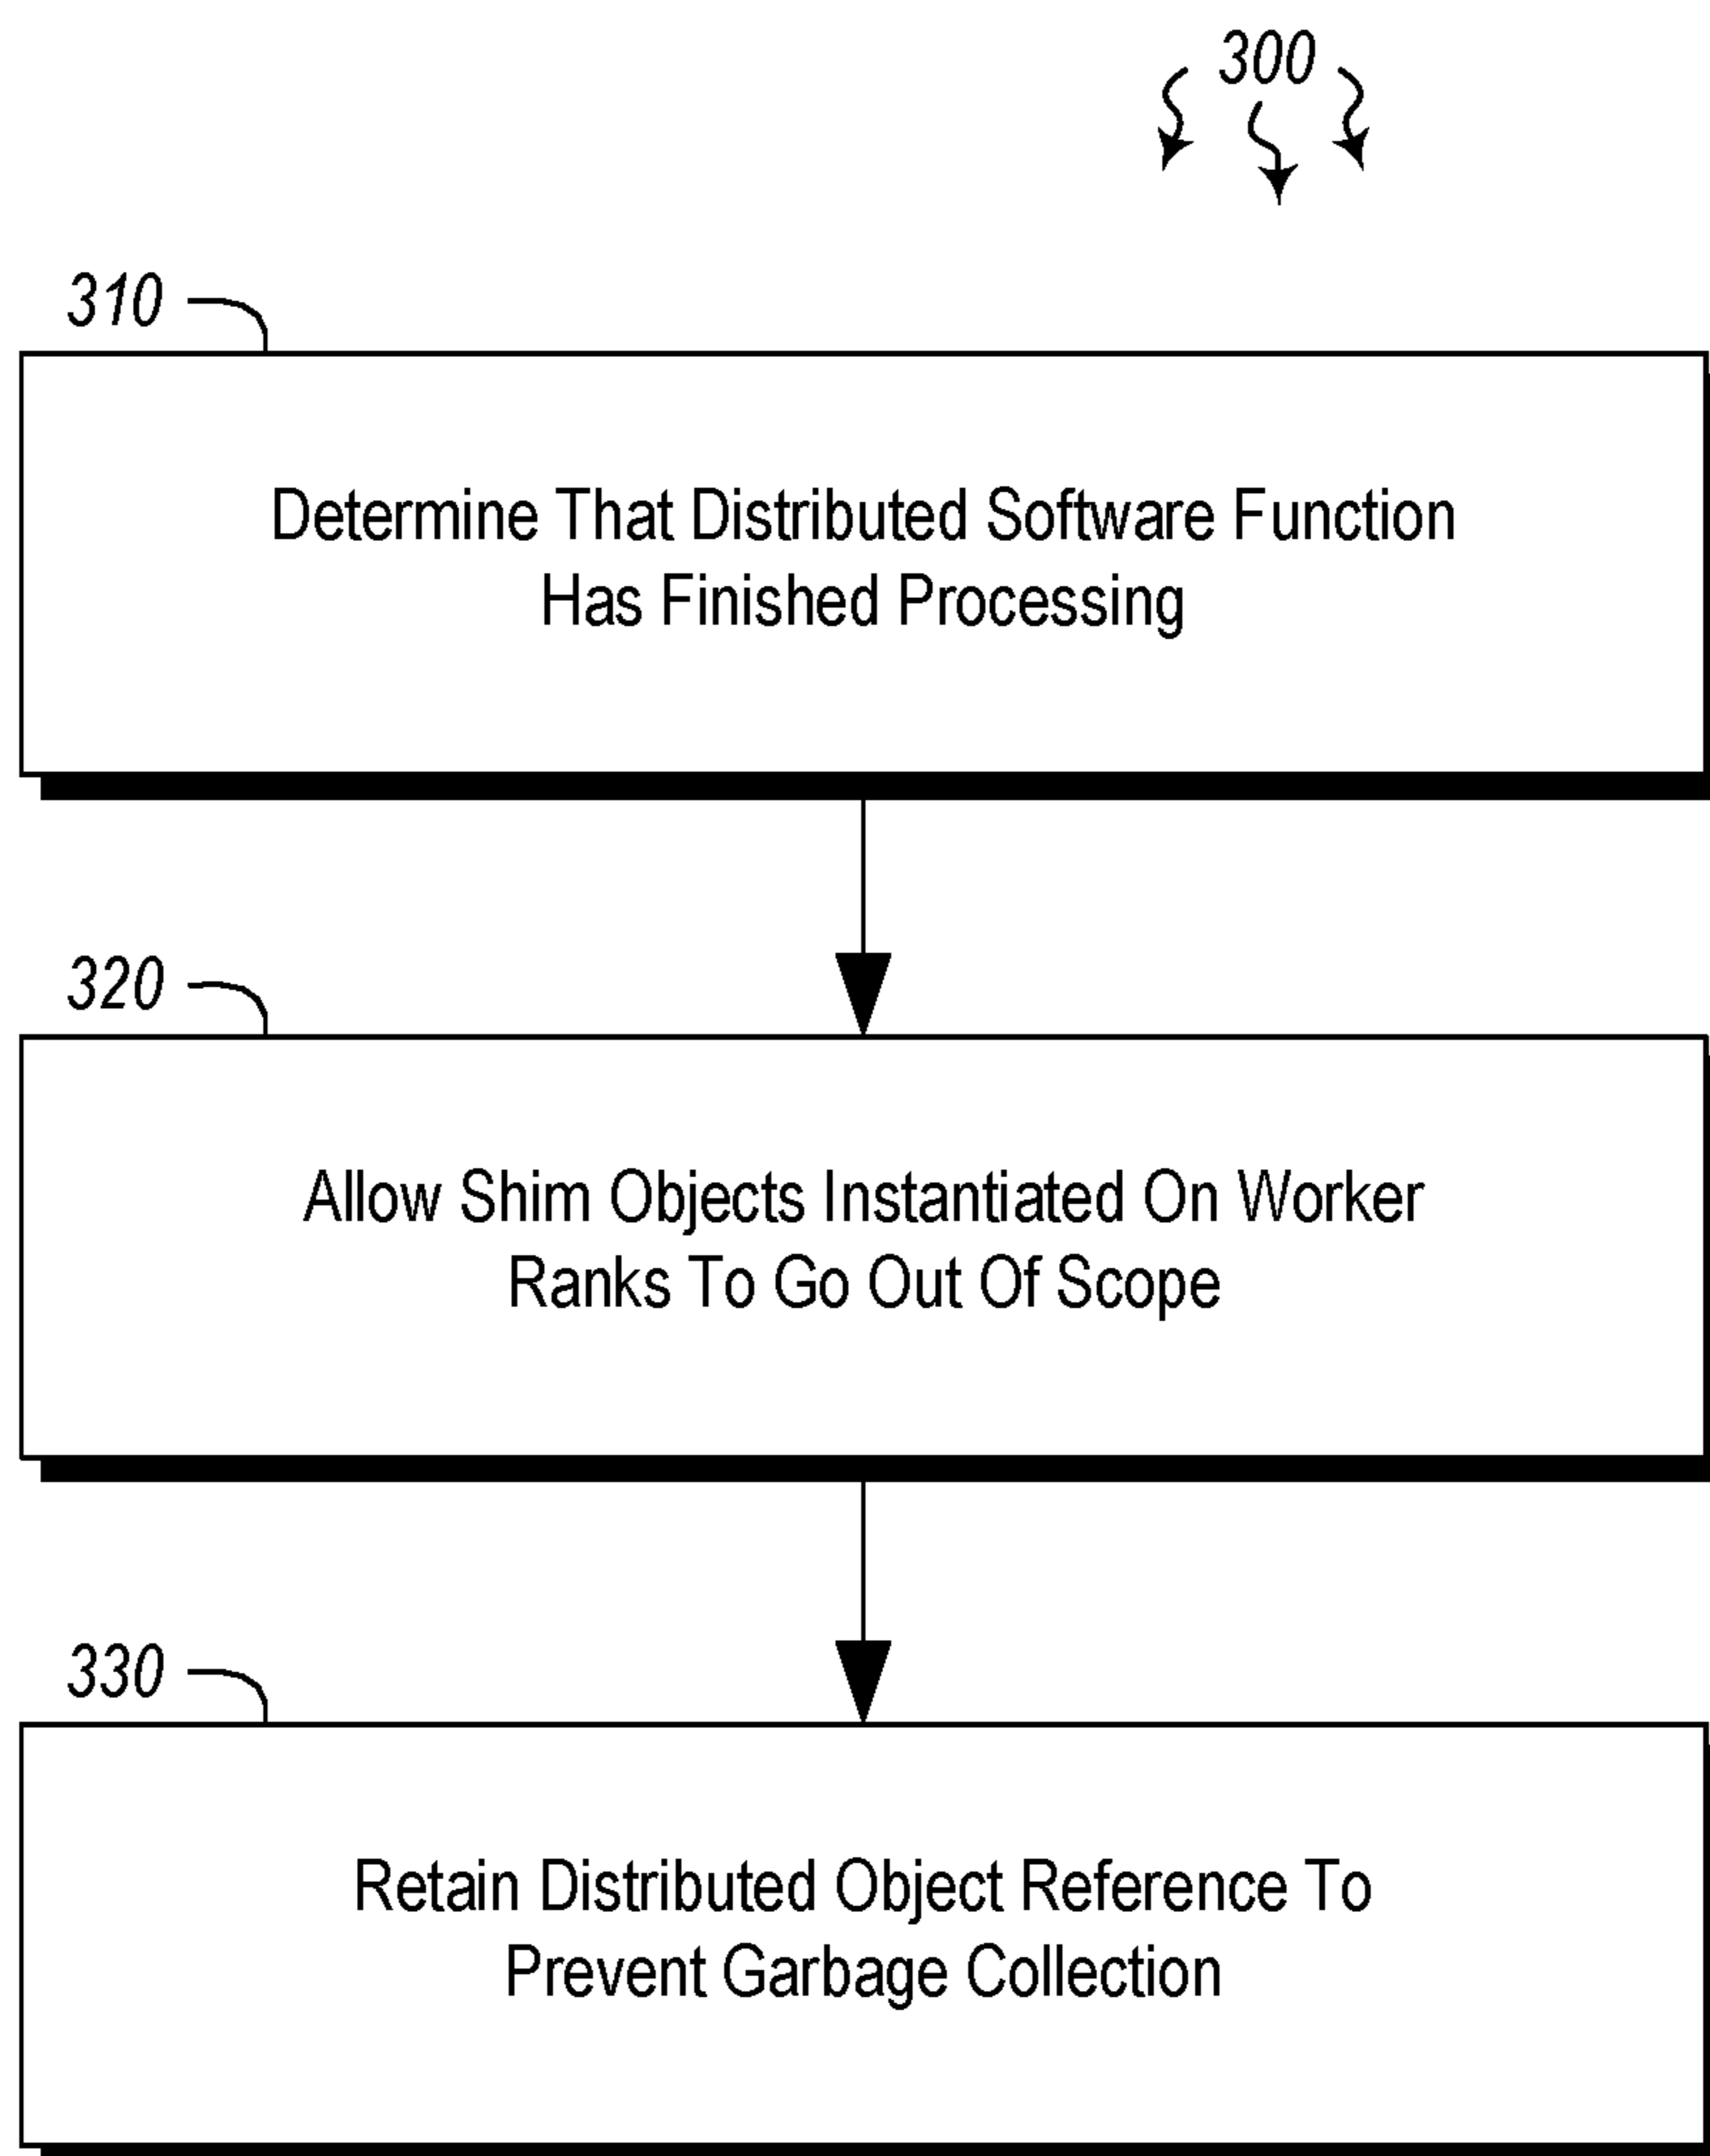 300
310
Determine That Distributed Software Function
Has Finished Processing
320
Allow Shim Objects Instantiated On Worker
Ranks To Go Out Of Scope
330
Retain Distributed Object Reference To
Prevent Garbage Collection